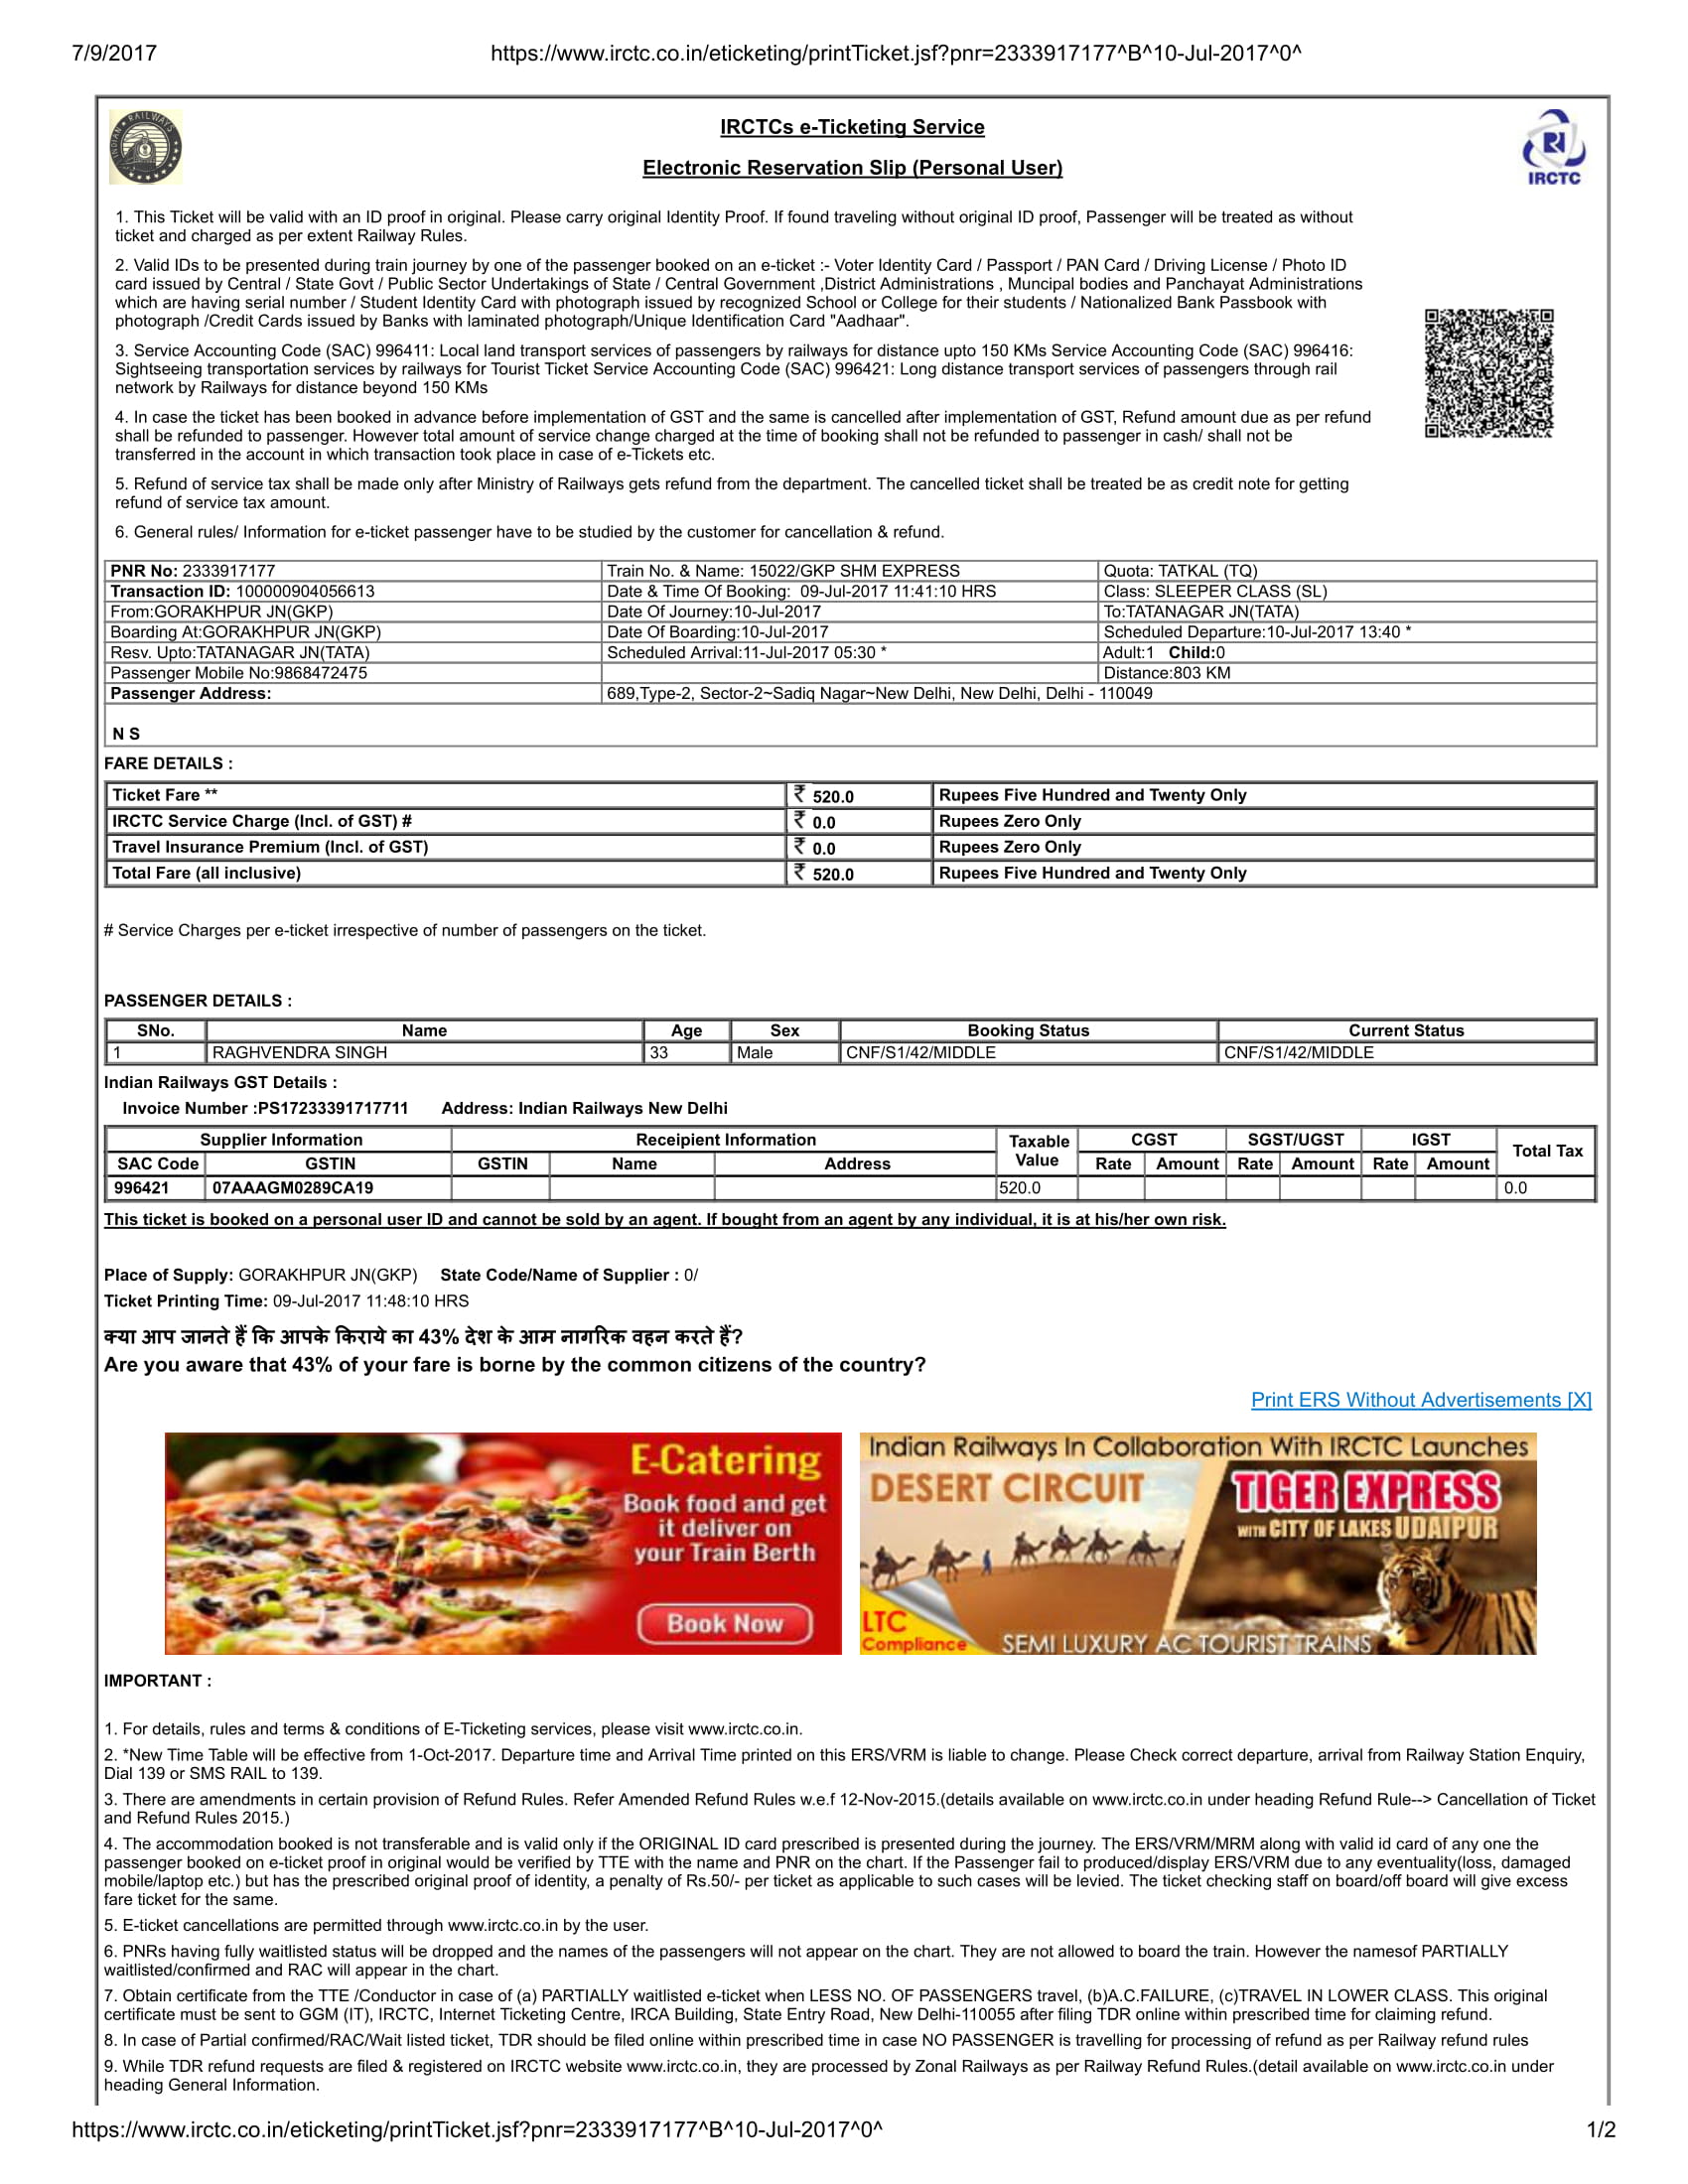 7/9/2017 https://www.irctc.co.in/eticketing/printTicket.jsf?pnr=2333917177^B^10-Jul-2017^0^
INDIAN RAILWAYS
IRCTC
IRCTCs e-Ticketing Service
Electronic Reservation Slip (Personal User)
1. This Ticket will be valid with an ID proof in original. Please carry original Identity Proof. If found traveling without original ID proof, Passenger will be treated as without
ticket and charged as per extent Railway Rules.
2. Valid IDs to be presented during train journey by one of the passenger booked on an e-ticket :- Voter Identity Card / Passport / PAN Card / Driving License / Photo ID
card issued by Central / State Govt / Public Sector Undertakings of State / Central Government ,District Administrations , Muncipal bodies and Panchayat Administrations
which are having serial number / Student Identity Card with photograph issued by recognized School or College for their students / Nationalized Bank Passbook with
photograph /Credit Cards issued by Banks with laminated photograph/Unique Identification Card "Aadhaar".
3. Service Accounting Code (SAC) 996411: Local land transport services of passengers by railways for distance upto 150 KMs Service Accounting Code (SAC) 996416:
Sightseeing transportation services by railways for Tourist Ticket Service Accounting Code (SAC) 996421: Long distance transport services of passengers through rail
network by Railways for distance beyond 150 KMs
4. In case the ticket has been booked in advance before implementation of GST and the same is cancelled after implementation of GST, Refund amount due as per refund
shall be refunded to passenger. However total amount of service change charged at the time of booking shall not be refunded to passenger in cash/ shall not be
transferred in the account in which transaction took place in case of e-Tickets etc.
5. Refund of service tax shall be made only after Ministry of Railways gets refund from the department. The cancelled ticket shall be treated be as credit note for getting
refund of service tax amount.
6. General rules/ Information for e-ticket passenger have to be studied by the customer for cancellation & refund.
PNR No: 2333917177 Train No. & Name: 15022/GKP SHM EXPRESS Quota: TATKAL (TQ)
Transaction ID: 100000904056613 Date & Time Of Booking: 09-Jul-2017 11:41:10 HRS Class: SLEEPER CLASS (SL)
From:GORAKHPUR JN(GKP) Date Of Journey:10-Jul-2017 To:TATANAGAR JN(TATA)
Boarding At:GORAKHPUR JN(GKP) Date Of Boarding:10-Jul-2017 Scheduled Departure:10-Jul-2017 13:40 *
Resv. Upto:TATANAGAR JN(TATA) Scheduled Arrival:11-Jul-2017 05:30 * Adult:1 Child:0
Passenger Mobile No:9868472475 Distance:803 KM
Passenger Address: 689,Type-2, Sector-2~Sadiq Nagar~New Delhi, New Delhi, Delhi - 110049
N S
FARE DETAILS :
Ticket Fare ** ₹ 520.0 Rupees Five Hundred and Twenty Only
IRCTC Service Charge (Incl. of GST) # ₹ 0.0 Rupees Zero Only
Travel Insurance Premium (Incl. of GST) ₹ 0.0 Rupees Zero Only
Total Fare (all inclusive) ₹ 520.0 Rupees Five Hundred and Twenty Only
# Service Charges per e-ticket irrespective of number of passengers on the ticket.
PASSENGER DETAILS :
SNo. Name Age Sex Booking Status Current Status
1 RAGHVENDRA SINGH 33 Male CNF/S1/42/MIDDLE CNF/S1/42/MIDDLE
Indian Railways GST Details :
Invoice Number :PS17233391717711 Address: Indian Railways New Delhi
Supplier Information Receipient Information Taxable Value CGST SGST/UGST IGST Total Tax
SAC Code GSTIN GSTIN Name Address Rate Amount Rate Amount Rate Amount
996421 07AAAGM0289CA19 520.0 0.0
This ticket is booked on a personal user ID and cannot be sold by an agent. If bought from an agent by any individual, it is at his/her own risk.
Place of Supply: GORAKHPUR JN(GKP) State Code/Name of Supplier : 0/
Ticket Printing Time: 09-Jul-2017 11:48:10 HRS
क्या आप जानते हैं कि आपके किराये का 43% देश के आम नागरिक वहन करते हैं?
Are you aware that 43% of your fare is borne by the common citizens of the country?
Print ERS Without Advertisements [X]
E-Catering
Book food and get
it deliver on
your Train Berth
Book Now
Indian Railways In Collaboration With IRCTC Launches
DESERT CIRCUIT
TIGER EXPRESS
WITH CITY OF LAKES UDAIPUR
LTC
Compliance
SEMI LUXURY AC TOURIST TRAINS
IMPORTANT :
1. For details, rules and terms & conditions of E-Ticketing services, please visit www.irctc.co.in.
2. *New Time Table will be effective from 1-Oct-2017. Departure time and Arrival Time printed on this ERS/VRM is liable to change. Please Check correct departure, arrival from Railway Station Enquiry,
Dial 139 or SMS RAIL to 139.
3. There are amendments in certain provision of Refund Rules. Refer Amended Refund Rules w.e.f 12-Nov-2015.(details available on www.irctc.co.in under heading Refund Rule--> Cancellation of Ticket
and Refund Rules 2015.)
4. The accommodation booked is not transferable and is valid only if the ORIGINAL ID card prescribed is presented during the journey. The ERS/VRM/MRM along with valid id card of any one the
passenger booked on e-ticket proof in original would be verified by TTE with the name and PNR on the chart. If the Passenger fail to produced/display ERS/VRM due to any eventuality(loss, damaged
mobile/laptop etc.) but has the prescribed original proof of identity, a penalty of Rs.50/- per ticket as applicable to such cases will be levied. The ticket checking staff on board/off board will give excess
fare ticket for the same.
5. E-ticket cancellations are permitted through www.irctc.co.in by the user.
6. PNRs having fully waitlisted status will be dropped and the names of the passengers will not appear on the chart. They are not allowed to board the train. However the namesof PARTIALLY
waitlisted/confirmed and RAC will appear in the chart.
7. Obtain certificate from the TTE /Conductor in case of (a) PARTIALLY waitlisted e-ticket when LESS NO. OF PASSENGERS travel, (b)A.C.FAILURE, (c)TRAVEL IN LOWER CLASS. This original
certificate must be sent to GGM (IT), IRCTC, Internet Ticketing Centre, IRCA Building, State Entry Road, New Delhi-110055 after filing TDR online within prescribed time for claiming refund.
8. In case of Partial confirmed/RAC/Wait listed ticket, TDR should be filed online within prescribed time in case NO PASSENGER is travelling for processing of refund as per Railway refund rules
9. While TDR refund requests are filed & registered on IRCTC website www.irctc.co.in, they are processed by Zonal Railways as per Railway Refund Rules.(detail available on www.irctc.co.in under
heading General Information.
https://www.irctc.co.in/eticketing/printTicket.jsf?pnr=2333917177^B^10-Jul-2017^0^ 1/2